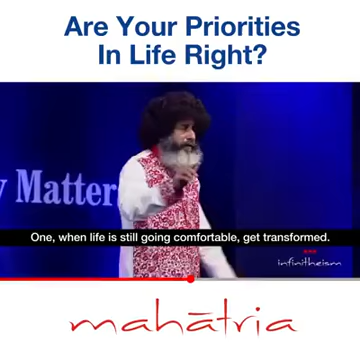 Are Your Priorities
In Life Right?
y Matter
One, when life is still going comfortable, get transformed.
infinitheism
mahātria